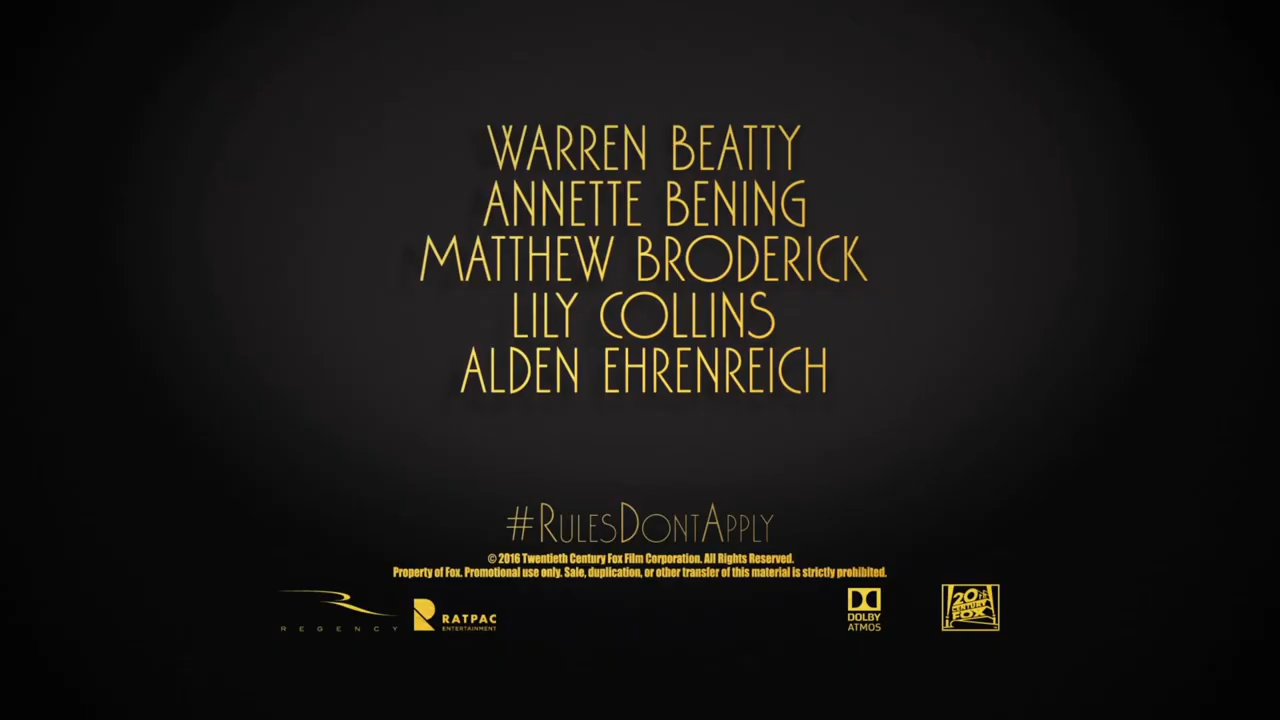 WARREN BEATTY
ANNETTE BENING
MATTHEW BRODERICK
LILY COLLINS
ALDEN EHRENREICH
#RULESDONTAPPLY
© 2016 Twentieth Century Fox Film Corporation. All Rights Reserved.
Property of Fox. Promotional use only. Sale, duplication, or other transfer of this material is strictly prohibited.
REGENCY
RATPAC
ENTERTAINMENT
DOLBY
ATMOS
20th
CENTURY
FOX